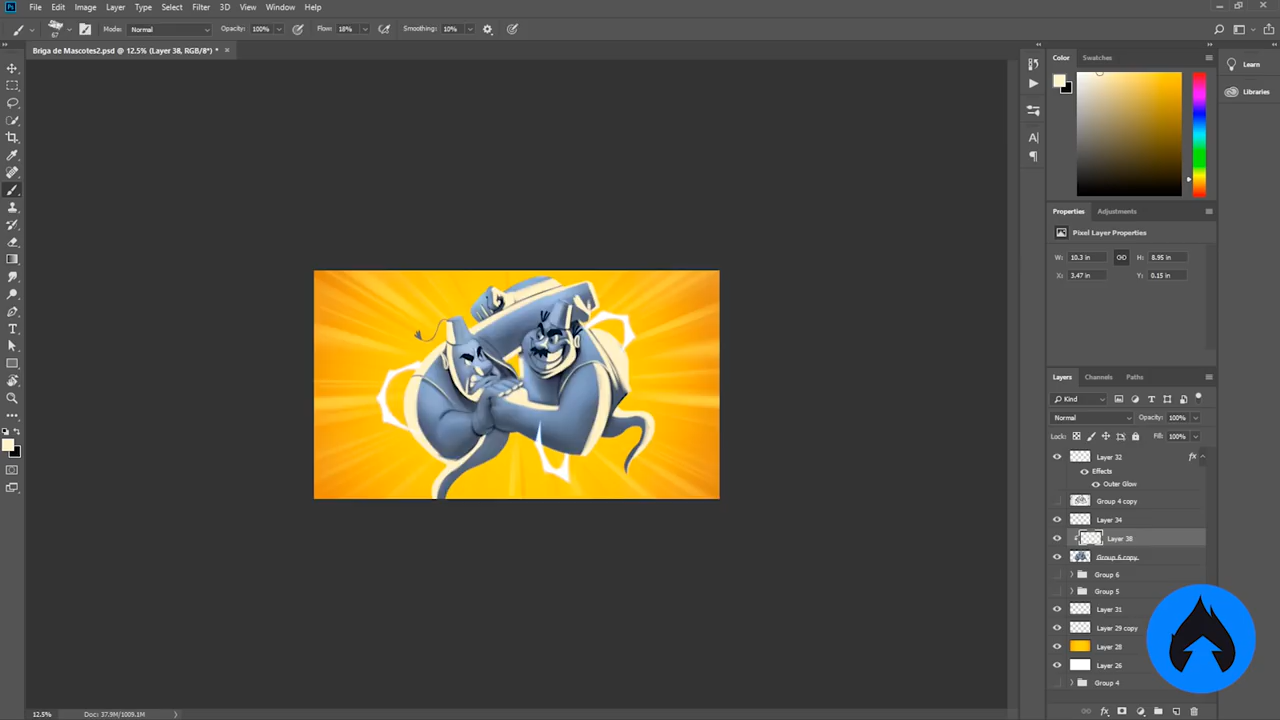 Ps File Edit Image Layer Type Select Filter 3D View Window Help
67 Mode: Normal Opacity: 100% Flow: 18% Smoothing: 10%
Briga de Mascotes2.psd @ 12.5% (Layer 38, RGB/8*) * ×
Color Swatches
Learn
Libraries
Properties Adjustments
Pixel Layer Properties
W: 10.3 in H: 8.95 in
X: 3.47 in Y: 0.15 in
Layers Channels Paths
Kind
Normal Opacity: 100%
Lock: Fill: 100%
Layer 32 fx
Effects
Outer Glow
Group 4 copy
Layer 34
Layer 38
Group 6 copy
Group 6
Group 5
Layer 31
Layer 29 copy
Layer 28
Layer 26
Group 4
12.5% Doc: 37.9M/1009.1M